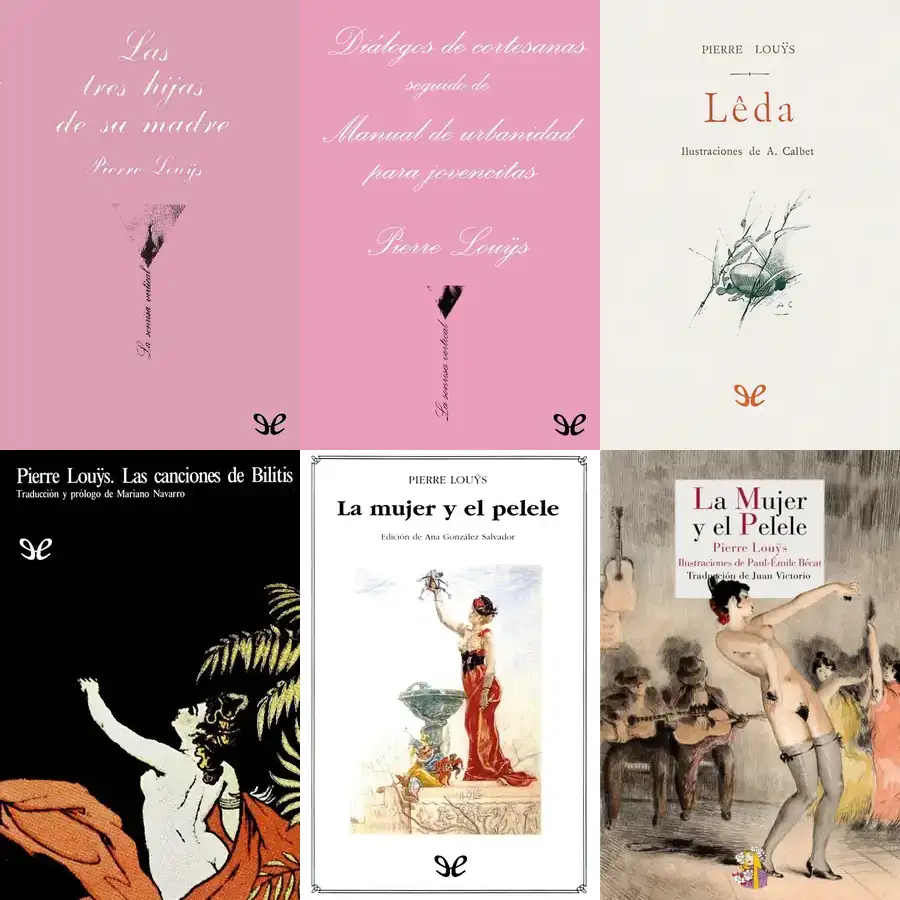 Las
tres hijas
de su madre
Pierre Louÿs
La sonrisa vertical
Diálogos de cortesanas
seguido de
Manual de urbanidad
para jovencitas
Pierre Louÿs
La sonrisa vertical
PIERRE LOUŸS
Lêda
Ilustraciones de A. Calbet
Pierre Louÿs. Las canciones de Bilitis
Traducción y prólogo de Mariano Navarro
PIERRE LOUŸS
La mujer y el pelele
Edición de Ana González Salvador
La Mujer
y el Pelele
Pierre Louÿs
Ilustraciones de Paul-Émile Bécat
Traducción de Juan Victorio